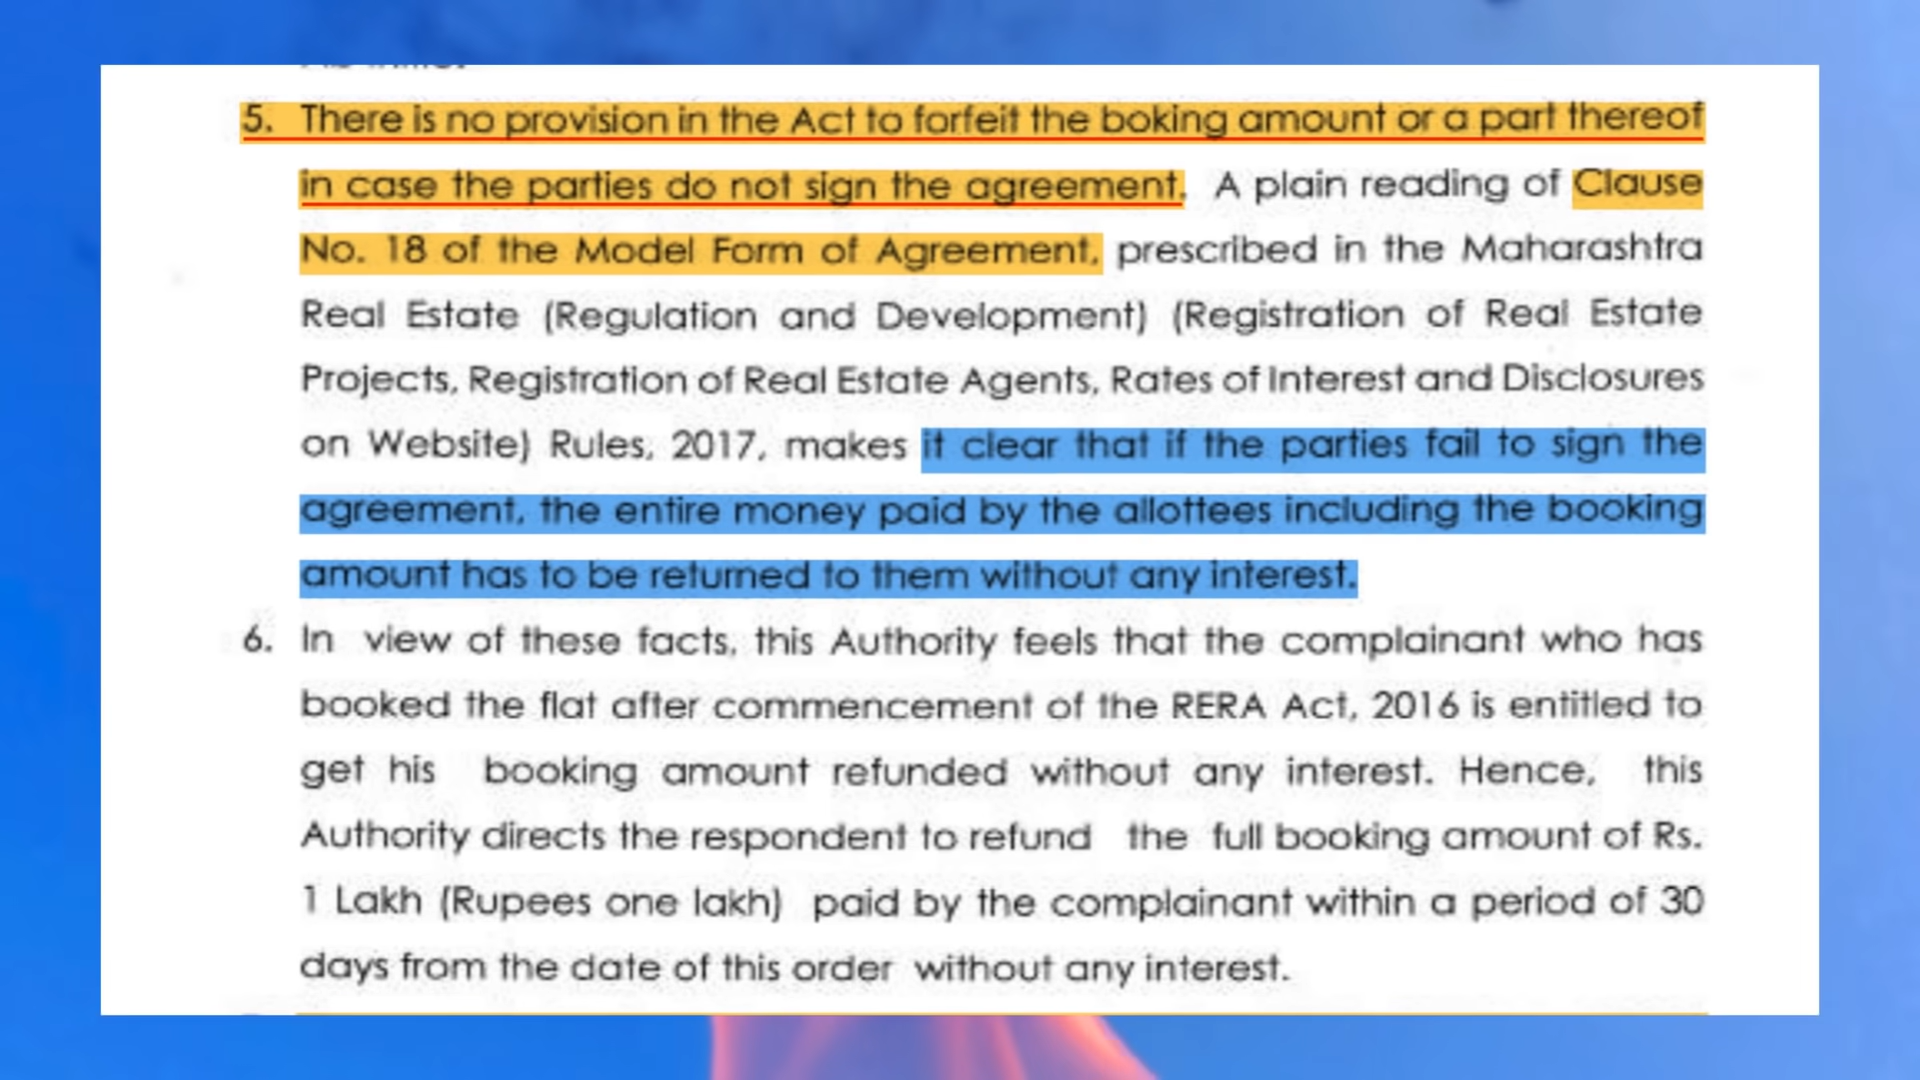 5. There is no provision in the Act to forfeit the boking amount or a part thereof
in case the parties do not sign the agreement. A plain reading of Clause
No. 18 of the Model Form of Agreement, prescribed in the Maharashtra
Real Estate (Regulation and Development) (Registration of Real Estate
Projects, Registration of Real Estate Agents, Rates of Interest and Disclosures
on Website) Rules, 2017, makes it clear that if the parties fail to sign the
agreement, the entire money paid by the allottees including the booking
amount has to be returned to them without any interest.
6. In view of these facts, this Authority feels that the complainant who has
booked the flat after commencement of the RERA Act, 2016 is entitled to
get his booking amount refunded without any interest. Hence, this
Authority directs the respondent to refund the full booking amount of Rs.
1 Lakh (Rupees one lakh) paid by the complainant within a period of 30
days from the date of this order without any interest.